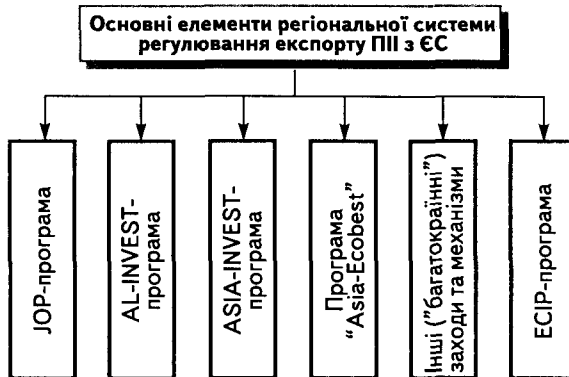 Основні елементи регіональної системи
регулювання експорту ПІІ з ЄС
JOP-програма
AL-INVEST-
програма
ASIA-INVEST-
програма
Програма
“Asia-Ecobest”
Інші (”багатокраїнні”)
заходи та механізми
ECIP-програма